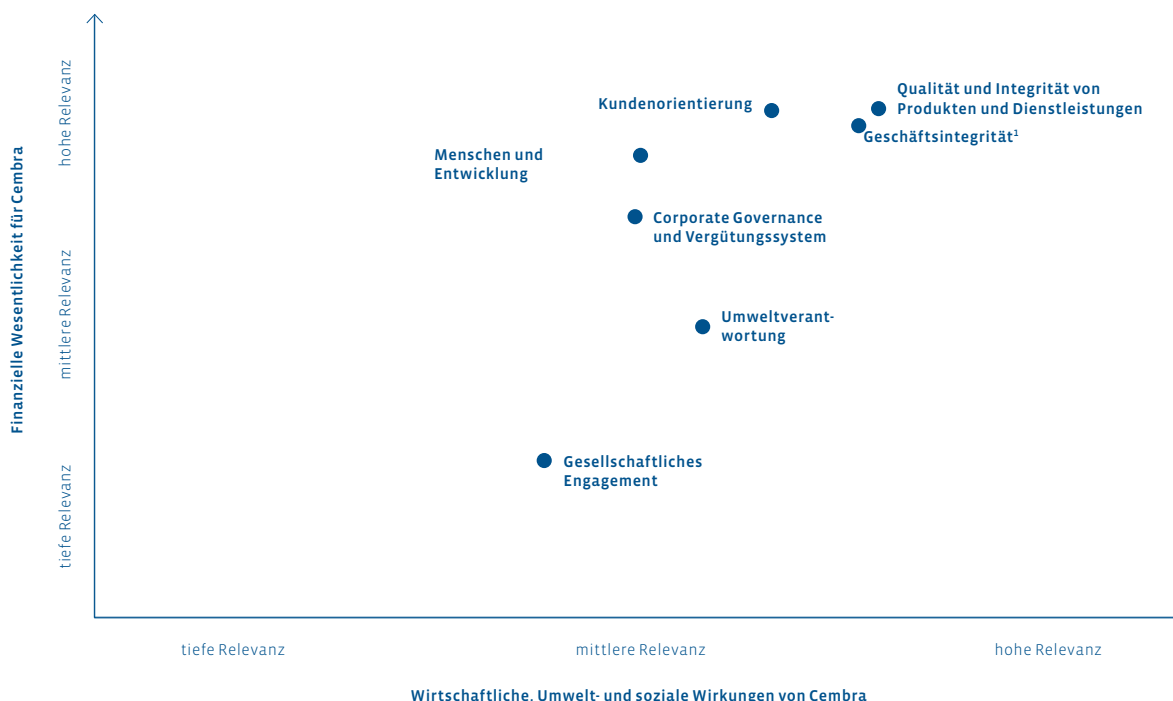 Finanzielle Wesentlichkeit für Cembra
hohe Relevanz
mittlere Relevanz
tiefe Relevanz
Qualität und Integrität von
Produkten und Dienstleistungen
Kundenorientierung
Geschäftsintegrität¹
Menschen und
Entwicklung
Corporate Governance
und Vergütungssystem
Umweltverant-
wortung
Gesellschaftliches
Engagement
tiefe Relevanz
mittlere Relevanz
hohe Relevanz
Wirtschaftliche, Umwelt- und soziale Wirkungen von Cembra